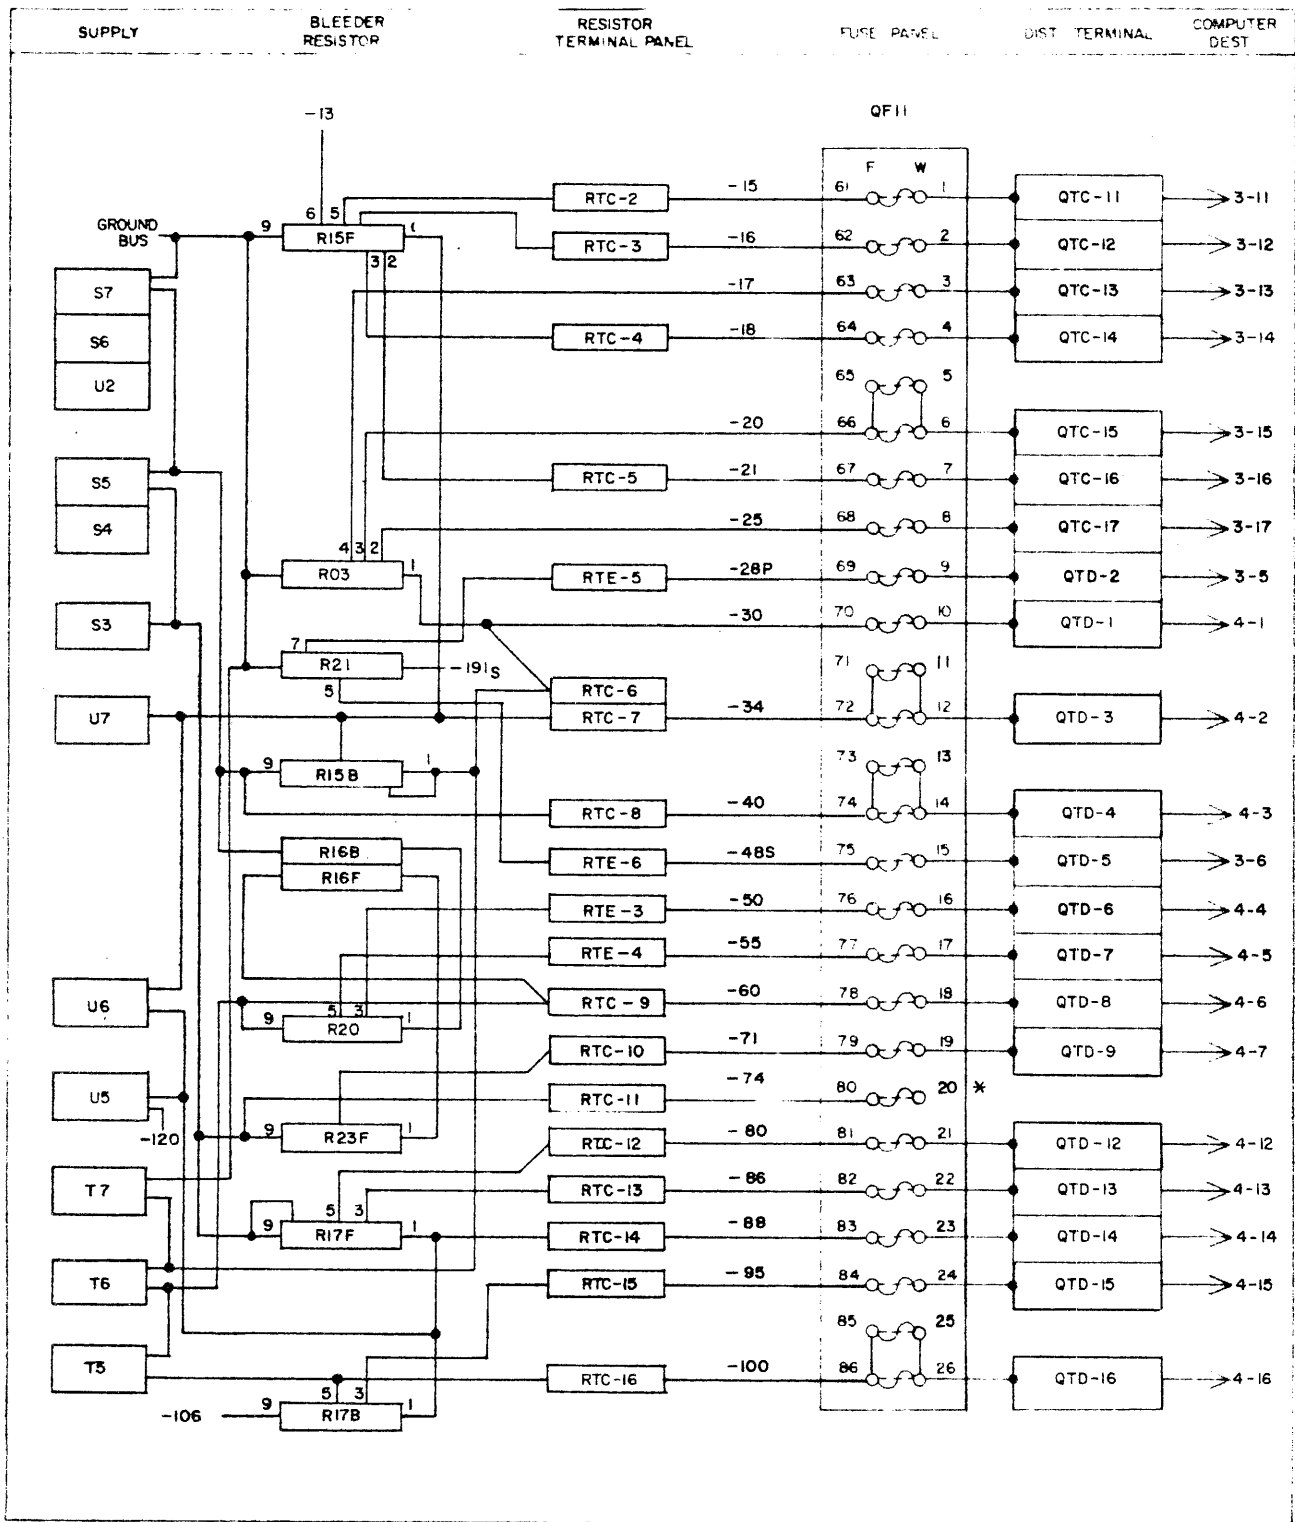 SUPPLY
BLEEDER
RESISTOR
RESISTOR
TERMINAL PANEL
FUSE PANEL
DIST. TERMINAL
COMPUTER
DEST
-13
QF11
F W
6 5
RTC-2 -15 61 1 QTC-11 3-11
GROUND
BUS
9 R15F 1
RTC-3 -16 62 2 QTC-12 3-12
3 2
S7
-17 63 3 QTC-13 3-13
S6
RTC-4 -18 64 4 QTC-14 3-14
U2
65 5
-20 66 6 QTC-15 3-15
S5
RTC-5 -21 67 7 QTC-16 3-16
S4
-25 68 8 QTC-17 3-17
4 3 2
R03 1
RTE-5 -28P 69 9 QTD-2 3-5
S3
-30 70 10 QTD-1 4-1
7
R21 -191S
5
RTC-6 71 11
U7
RTC-7 -34 72 12 QTD-3 4-2
9 R15B 1
73 13
RTC-8 -40 74 14 QTD-4 4-3
R16B
RTE-6 -48S 75 15 QTD-5 3-6
R16F
RTE-3 -50 76 16 QTD-6 4-4
RTE-4 -55 77 17 QTD-7 4-5
U6
RTC-9 -60 78 18 QTD-8 4-6
5 3
9 R20 1
RTC-10 -71 79 19 QTD-9 4-7
U5
RTC-11 -74 80 20 *
-120
9 R23F 1
RTC-12 -80 81 21 QTD-12 4-12
T7
RTC-13 -86 82 22 QTD-13 4-13
5 3
9 R17F 1
RTC-14 -88 83 23 QTD-14 4-14
T6
RTC-15 -95 84 24 QTD-15 4-15
85 25
T5
RTC-16 -100 86 26 QTD-16 4-16
5 3
-106 9 R17B 1